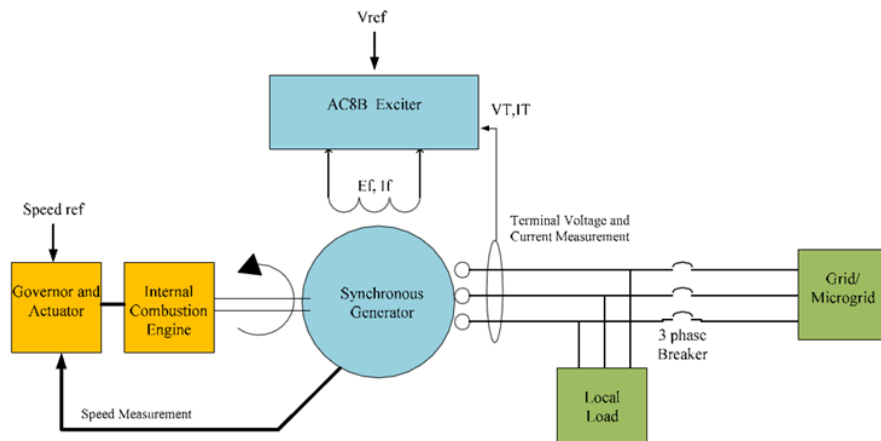 Vref
AC8B Exciter
VT,IT
Ef, If
Speed ref
Terminal Voltage and
Current Measurement
Governor and
Actuator
Internal
Combustion
Engine
Synchronous
Generator
Grid/
Microgrid
3 phase
Breaker
Local
Load
Speed Measurement